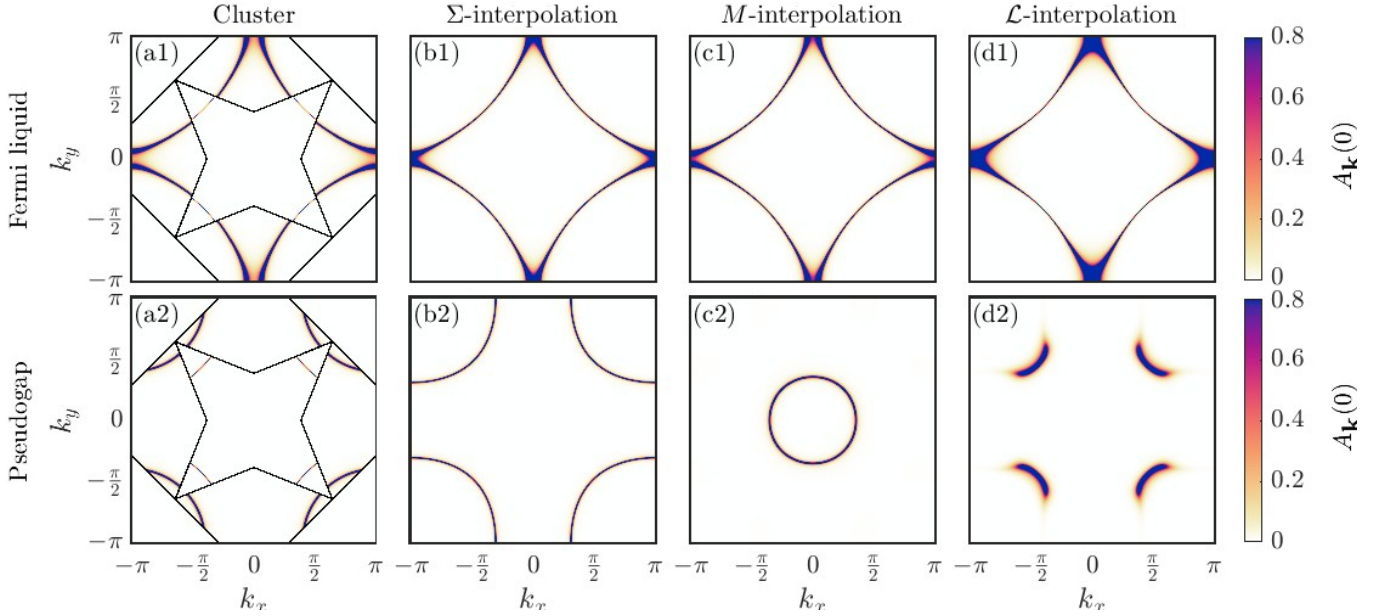 Cluster Σ-interpolation M-interpolation ℒ-interpolation
Fermi liquid
k_y
π
π/2
0
−π/2
−π
(a1) (b1) (c1) (d1)
0.8
0.6
0.4
0.2
0
A_𝐤(0)
Pseudogap
k_y
π
π/2
0
−π/2
−π
(a2) (b2) (c2) (d2)
0.8
0.6
0.4
0.2
0
A_𝐤(0)
−π −π/2 0 π/2 π −π −π/2 0 π/2 π −π −π/2 0 π/2 π −π −π/2 0 π/2 π
k_x k_x k_x k_x